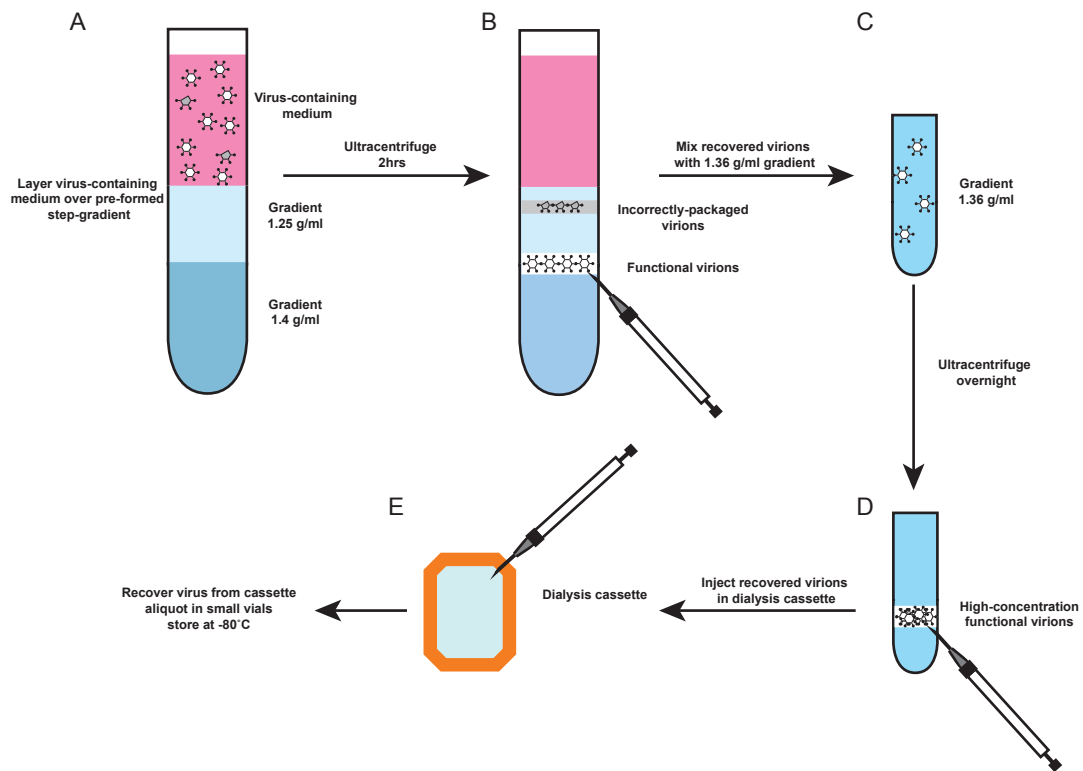 A
Virus-containing
medium
Layer virus-containing
medium over pre-formed
step-gradient
Gradient
1.25 g/ml
Gradient
1.4 g/ml
Ultracentrifuge
2hrs
B
Incorrectly-packaged
virions
Functional virions
Mix recovered virions
with 1.36 g/ml gradient
C
Gradient
1.36 g/ml
Ultracentrifuge
overnight
D
High-concentration
functional virions
Inject recovered virions
in dialysis cassette
E
Dialysis cassette
Recover virus from cassette
aliquot in small vials
store at -80˚C